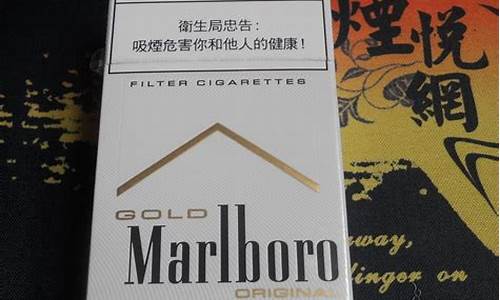 衛生局忠告：
吸煙危害你和他人的健康！
FILTER CIGARETTES
GOLD
Marlboro
ORIGINAL
煙悅網
way,
linger on